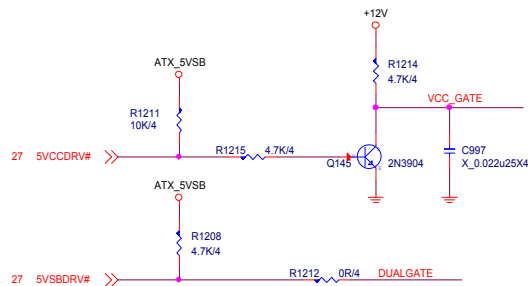 +12V
ATX_5VSB
R1214
4.7K/4
R1211
10K/4
VCC_GATE
27 5VCCDRV#
R1215 4.7K/4
Q145
2N3904
C997
X_0.022u25X4
ATX_5VSB
R1208
4.7K/4
27 5VSBDRV#
R1212 0R/4
DUALGATE